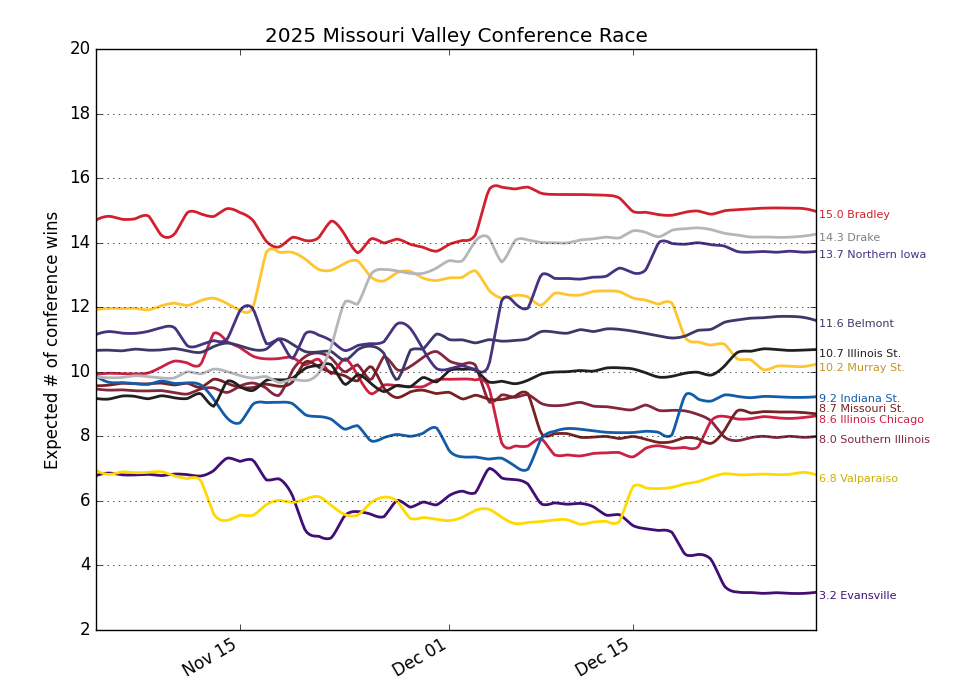 2025 Missouri Valley Conference Race
Expected # of conference wins
20
18
16
14
12
10
8
6
4
2
15.0 Bradley
14.3 Drake
13.7 Northern Iowa
11.6 Belmont
10.7 Illinois St.
10.2 Murray St.
9.2 Indiana St.
8.7 Missouri St.
8.6 Illinois Chicago
8.0 Southern Illinois
6.8 Valparaiso
3.2 Evansville
Nov 15
Dec 01
Dec 15